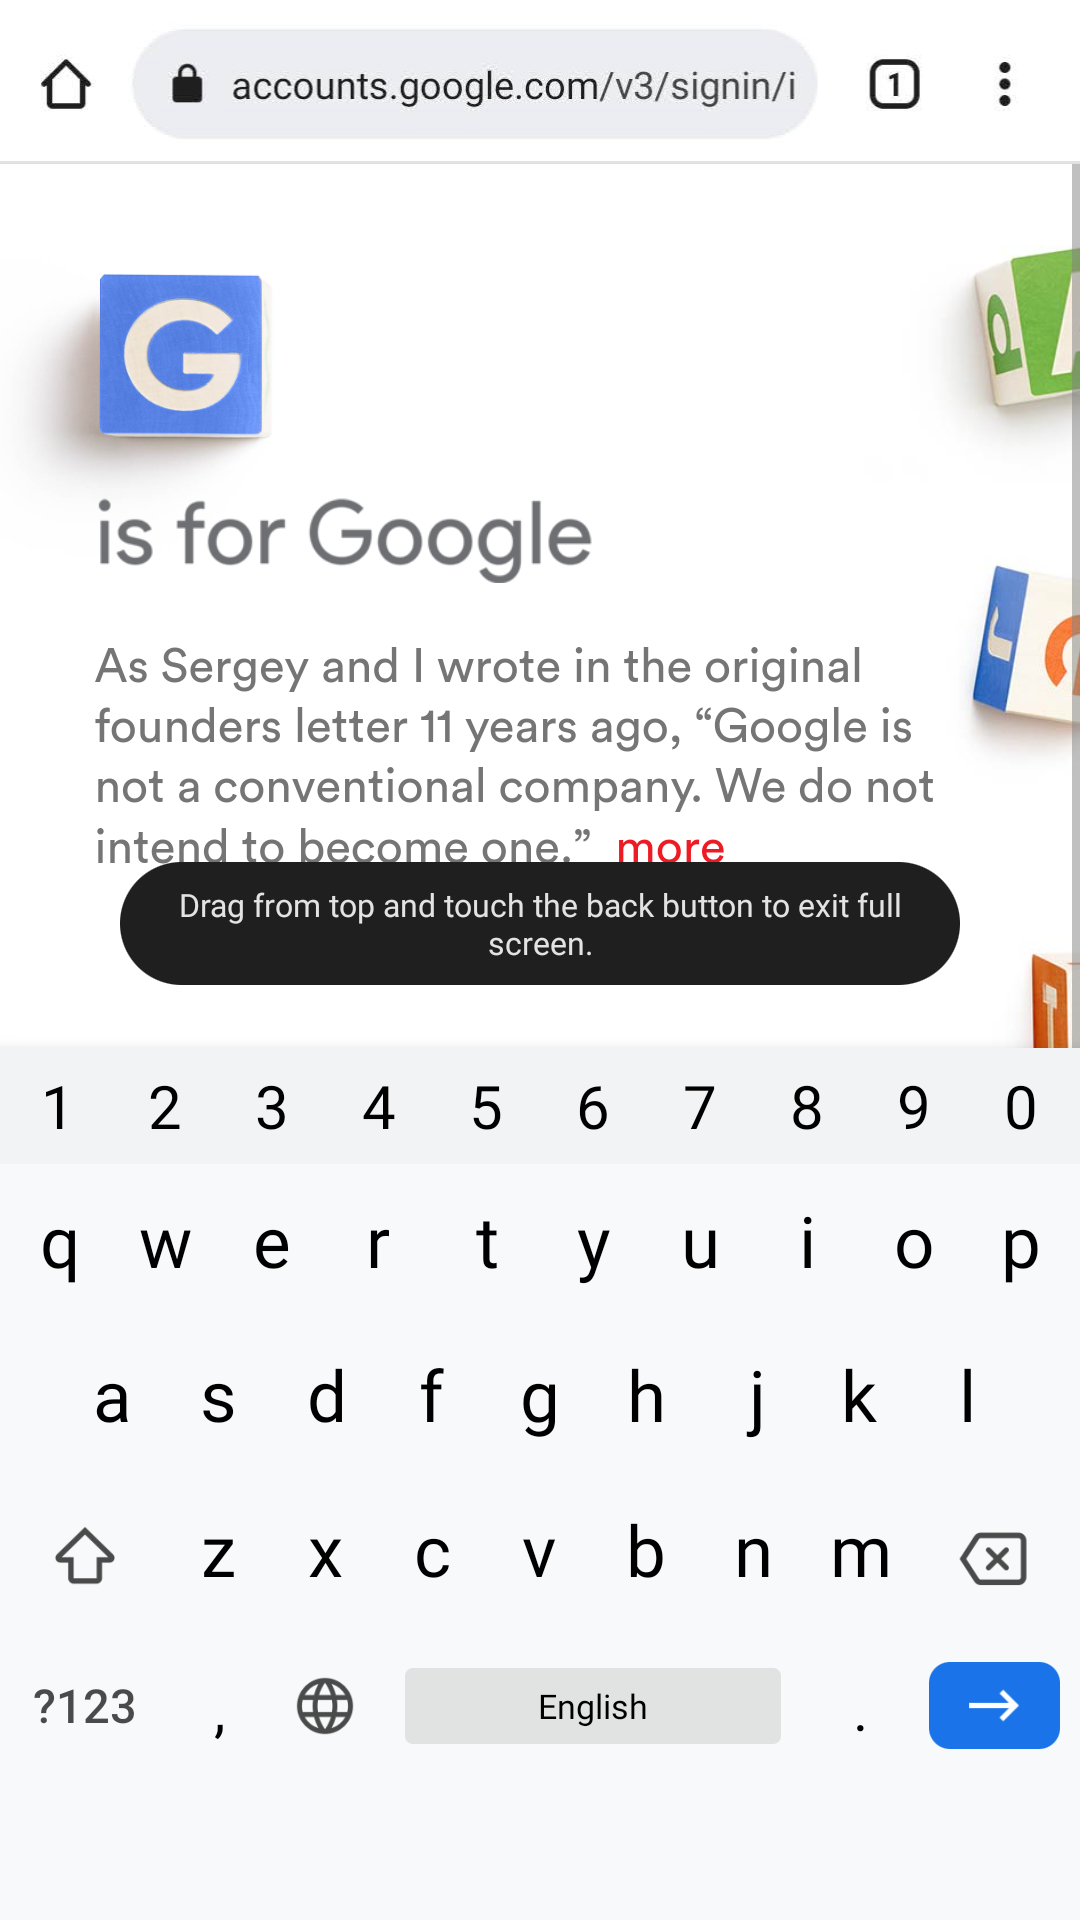 accounts.google.com/v3/signin/i
1
G
is for Google
As Sergey and I wrote in the original
founders letter 11 years ago, “Google is
not a conventional company. We do not
intend to become one.” more
Drag from top and touch the back button to exit full
screen.
1 2 3 4 5 6 7 8 9 0
q w e r t y u i o p
a s d f g h j k l
z x c v b n m
?123 , English .